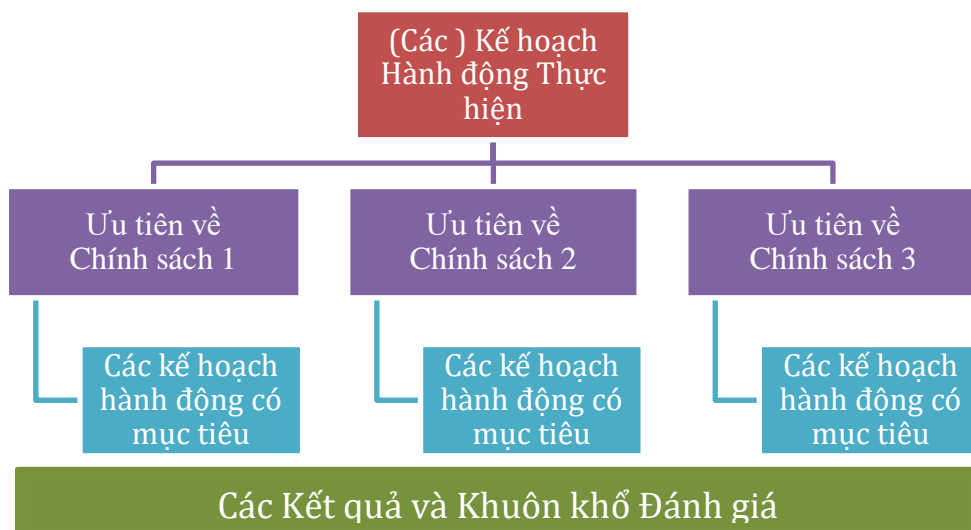 (Các ) Kế hoạch
Hành động Thực
hiện
Ưu tiên về
Chính sách 1
Ưu tiên về
Chính sách 2
Ưu tiên về
Chính sách 3
Các kế hoạch
hành động có
mục tiêu
Các kế hoạch
hành động có
mục tiêu
Các kế hoạch
hành động có
mục tiêu
Các Kết quả và Khuôn khổ Đánh giá